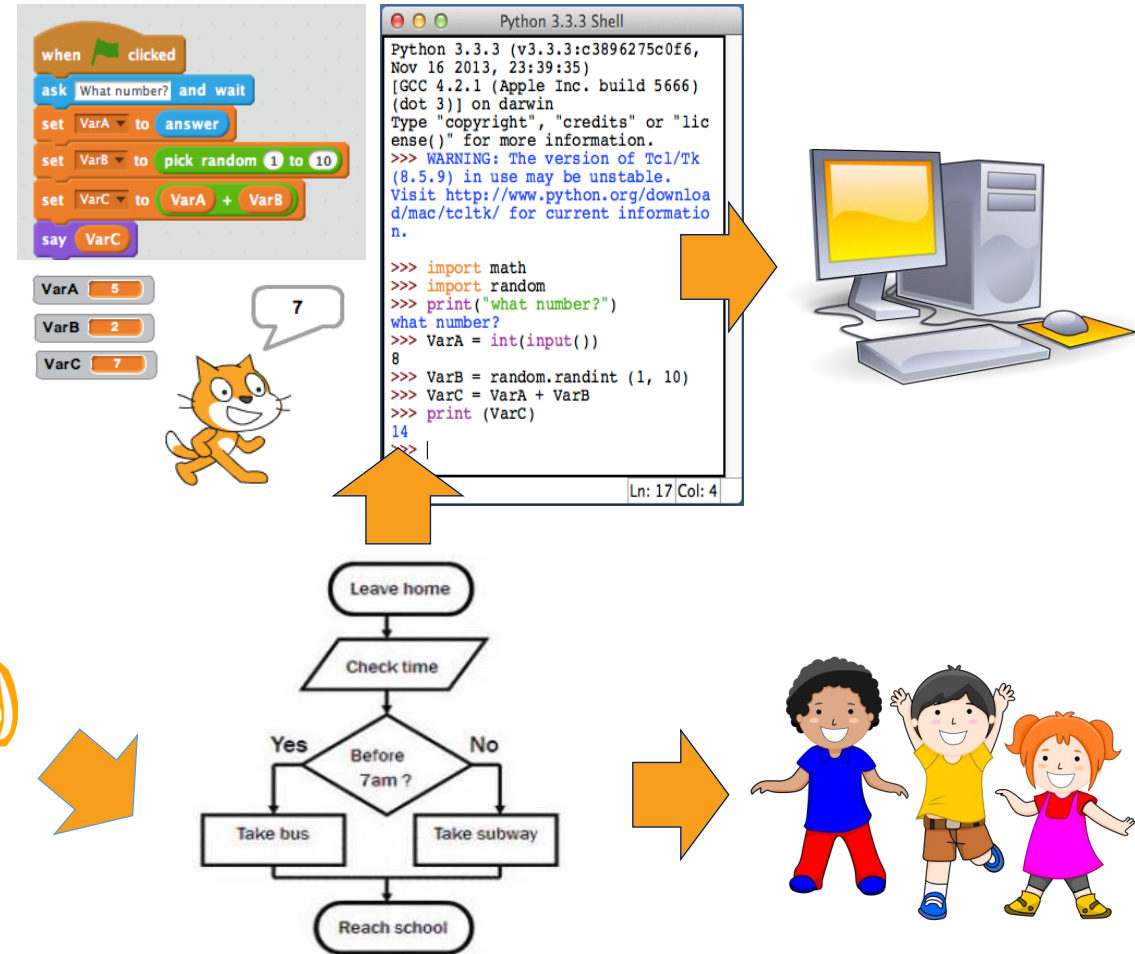 when clicked
ask What number? and wait
set VarA to answer
set VarB to pick random 1 to 10
set VarC to VarA + VarB
say VarC
VarA 5
VarB 2
VarC 7
7
Python 3.3.3 Shell
Python 3.3.3 (v3.3.3:c3896275c0f6,
Nov 16 2013, 23:39:35)
[GCC 4.2.1 (Apple Inc. build 5666)
(dot 3)] on darwin
Type "copyright", "credits" or "lic
ense()" for more information.
>>> WARNING: The version of Tcl/Tk
(8.5.9) in use may be unstable.
Visit http://www.python.org/downloa
d/mac/tcltk/ for current informatio
n.
>>> import math
>>> import random
>>> print("what number?")
what number?
>>> VarA = int(input())
8
>>> VarB = random.randint (1, 10)
>>> VarC = VarA + VarB
>>> print (VarC)
14
>>>
Ln: 17 Col: 4
Leave home
Check time
Yes
Before
7am ?
No
Take bus
Take subway
Reach school